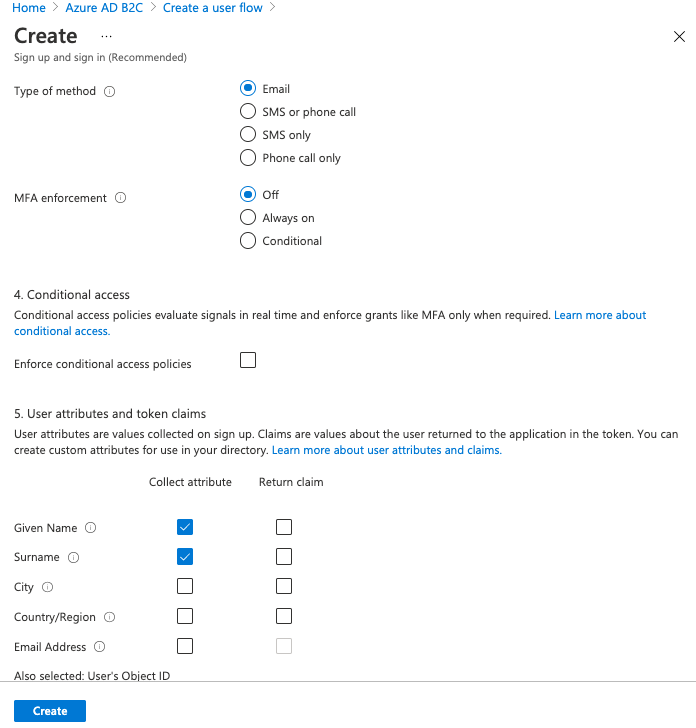 Home > Azure AD B2C > Create a user flow >
Create ...
Sign up and sign in (Recommended)
Type of method
Email
SMS or phone call
SMS only
Phone call only
MFA enforcement
Off
Always on
Conditional
4. Conditional access
Conditional access policies evaluate signals in real time and enforce grants like MFA only when required. Learn more about
conditional access.
Enforce conditional access policies
5. User attributes and token claims
User attributes are values collected on sign up. Claims are values about the user returned to the application in the token. You can
create custom attributes for use in your directory. Learn more about user attributes and claims.
Collect attribute Return claim
Given Name
Surname
City
Country/Region
Email Address
Also selected: User's Object ID
Create